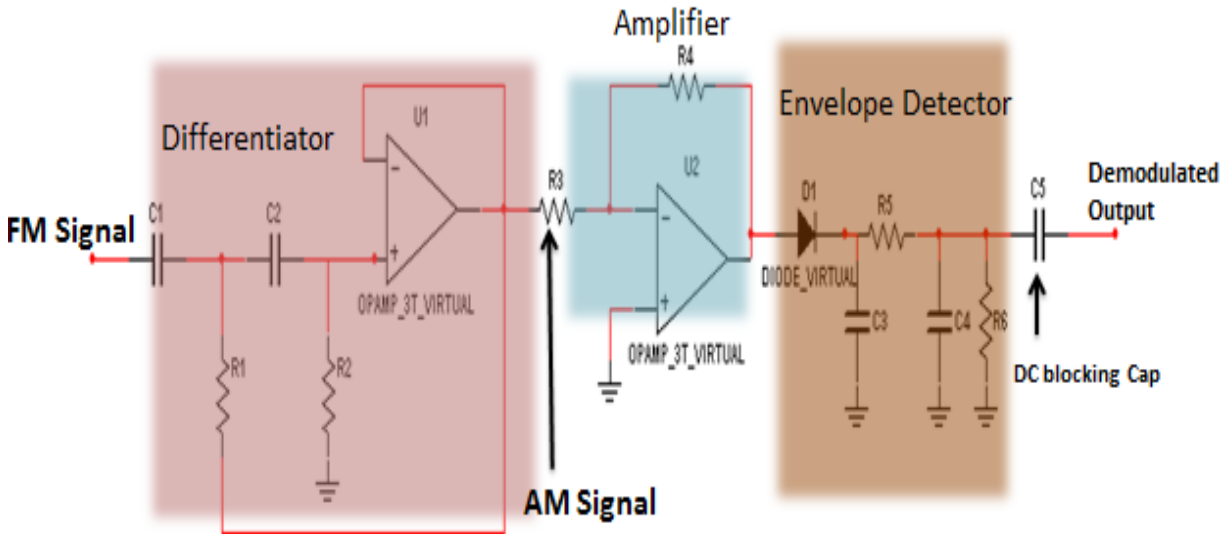 Amplifier
R4
Differentiator
U1
Envelope Detector
U2
R3
D1
C5
Demodulated
Output
C1
C2
R5
FM Signal
DIODE_VIRTUAL
OPAMP_3T_VIRTUAL
C3
C4
R6
R1
R2
OPAMP_3T_VIRTUAL
DC blocking Cap
AM Signal